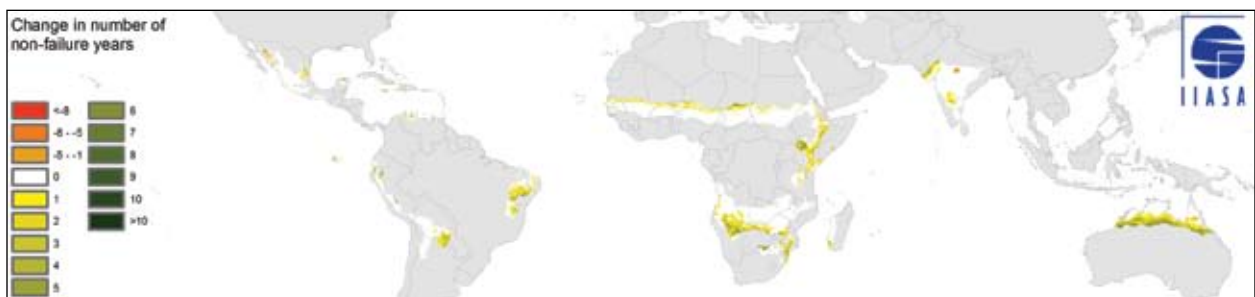 Change in number of
non-failure years
<-8
-8 - -5
-5 - -1
0
1
2
3
4
5
6
7
8
9
10
>10
IIASA